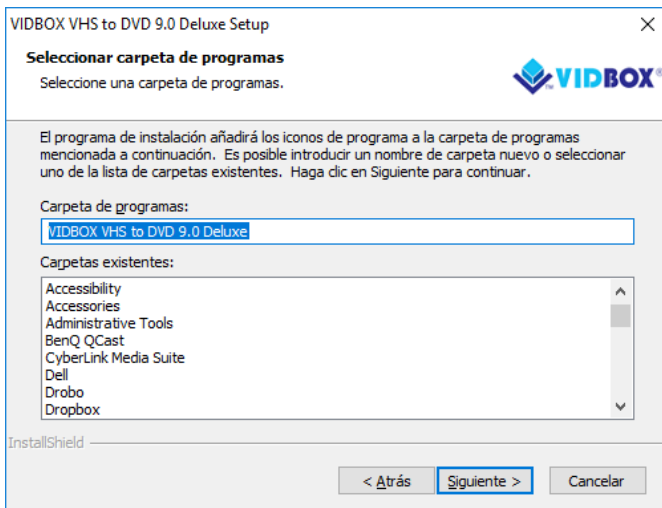 VIDBOX VHS to DVD 9.0 Deluxe Setup
Seleccionar carpeta de programas
Seleccione una carpeta de programas.
VIDBOX®
El programa de instalación añadirá los iconos de programa a la carpeta de programas
mencionada a continuación. Es posible introducir un nombre de carpeta nuevo o seleccionar
uno de la lista de carpetas existentes. Haga clic en Siguiente para continuar.
Carpeta de programas:
VIDBOX VHS to DVD 9.0 Deluxe
Carpetas existentes:
Accessibility
Accessories
Administrative Tools
BenQ QCast
CyberLink Media Suite
Dell
Drobo
Dropbox
InstallShield
< Atrás
Siguiente >
Cancelar